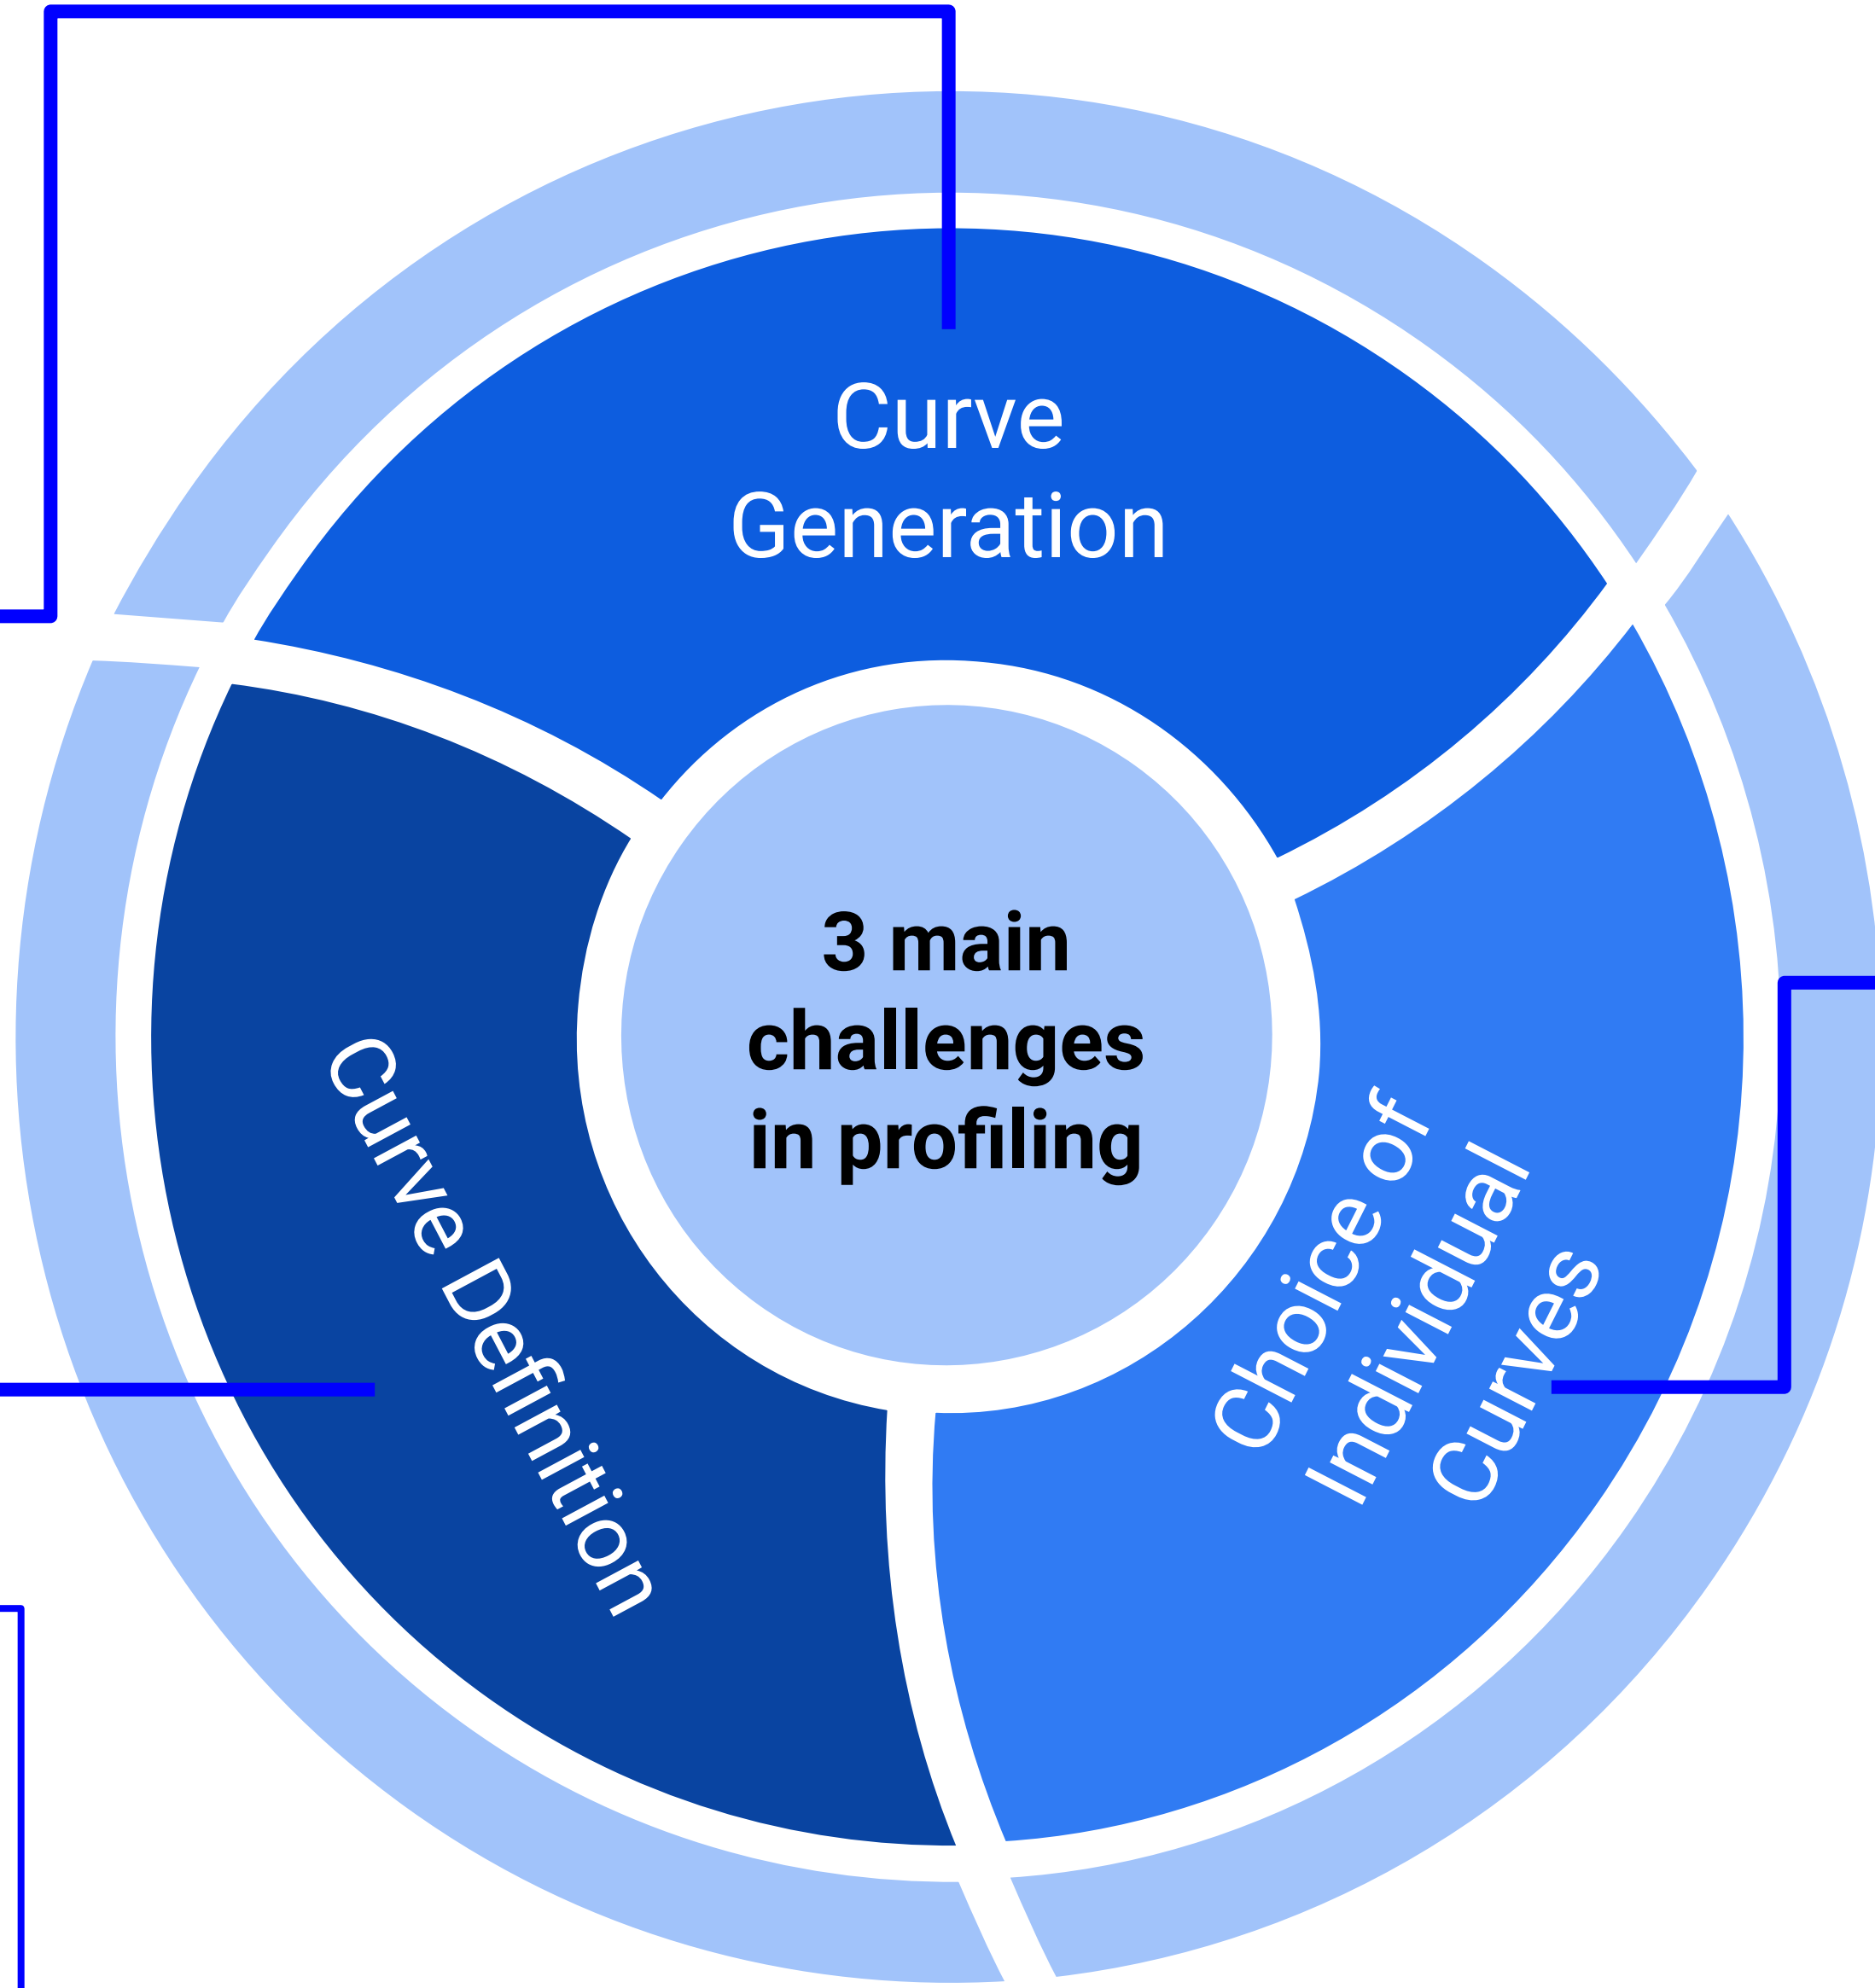 Curve
Generation
3 main
challenges
in profiling
Curve Definition
Choice of
Individual
Curves